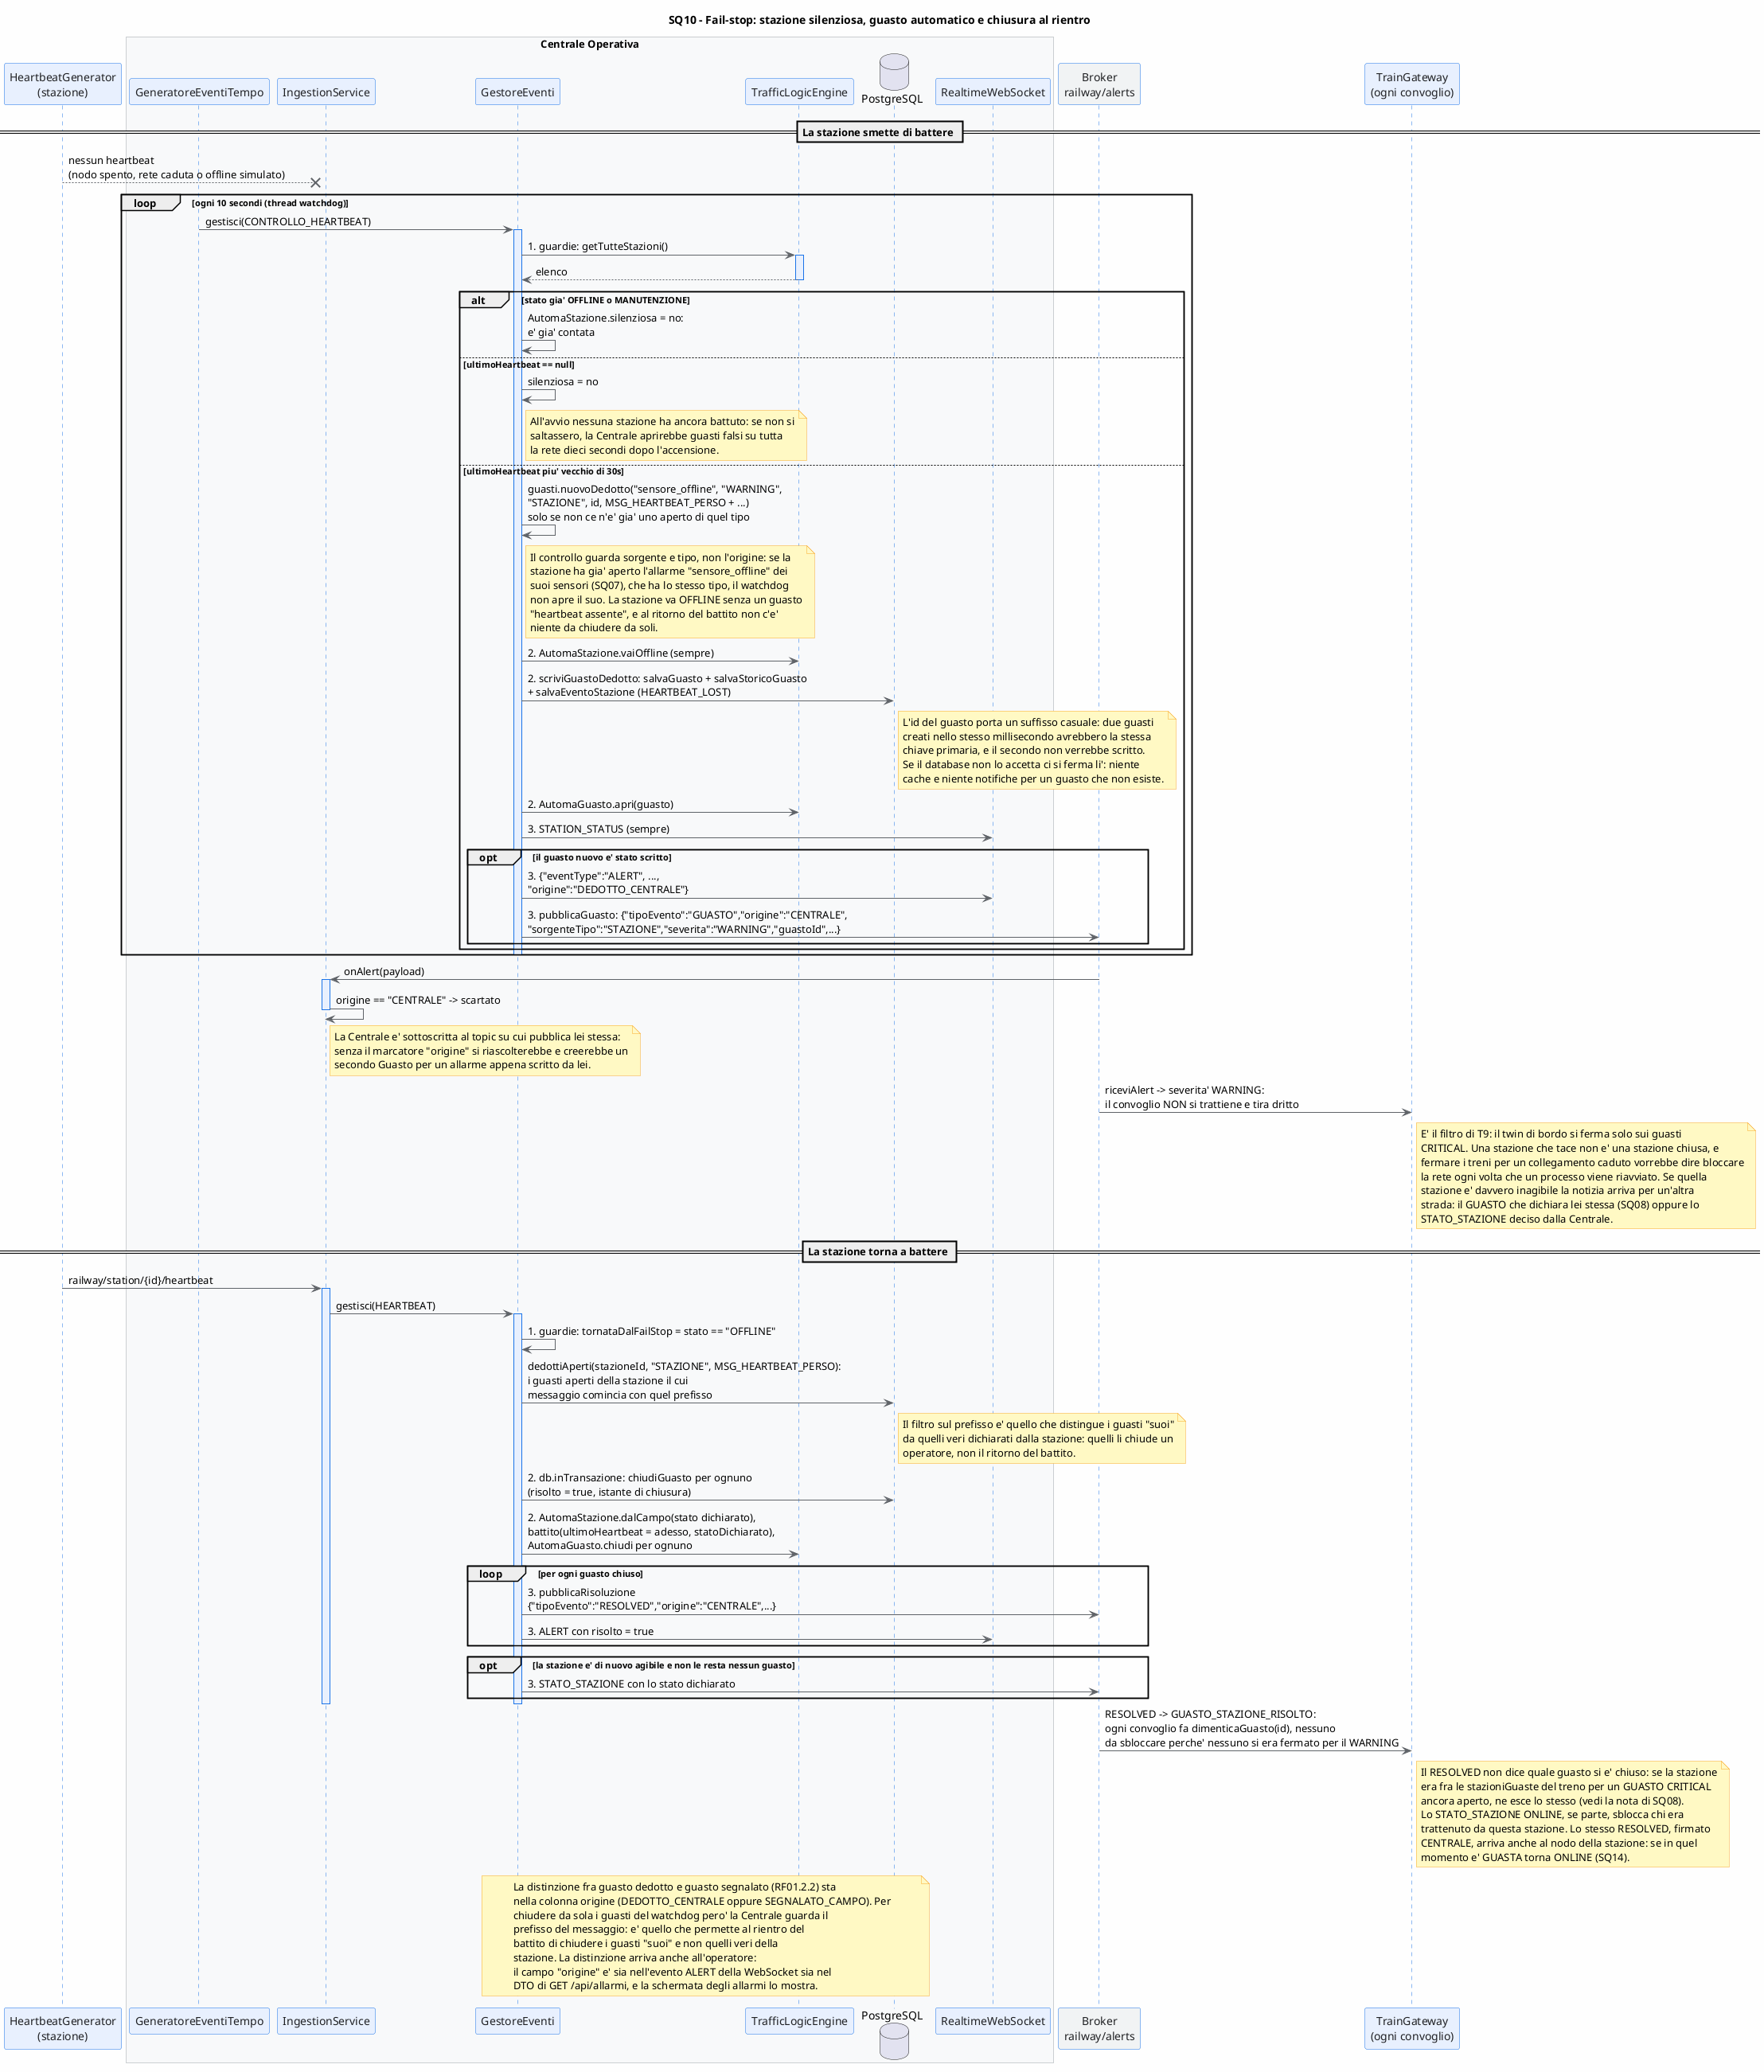 SQ10 - Fail-stop: stazione silenziosa, guasto automatico e chiusura al rientro
Centrale Operativa
HeartbeatGenerator
(stazione)
GeneratoreEventiTempo
IngestionService
GestoreEventi
TrafficLogicEngine
PostgreSQL
RealtimeWebSocket
Broker
railway/alerts
TrainGateway
(ogni convoglio)
La stazione smette di battere
nessun heartbeat
(nodo spento, rete caduta o offline simulato)
loop
[ogni 10 secondi (thread watchdog)]
gestisci(CONTROLLO_HEARTBEAT)
1. guardie: getTutteStazioni()
elenco
alt
[stato gia' OFFLINE o MANUTENZIONE]
AutomaStazione.silenziosa = no:
e' gia' contata
[ultimoHeartbeat == null]
silenziosa = no
All'avvio nessuna stazione ha ancora battuto: se non si
saltassero, la Centrale aprirebbe guasti falsi su tutta
la rete dieci secondi dopo l'accensione.
[ultimoHeartbeat piu' vecchio di 30s]
guasti.nuovoDedotto("sensore_offline", "WARNING",
"STAZIONE", id, MSG_HEARTBEAT_PERSO + ...)
solo se non ce n'e' gia' uno aperto di quel tipo
Il controllo guarda sorgente e tipo, non l'origine: se la
stazione ha gia' aperto l'allarme "sensore_offline" dei
suoi sensori (SQ07), che ha lo stesso tipo, il watchdog
non apre il suo. La stazione va OFFLINE senza un guasto
"heartbeat assente", e al ritorno del battito non c'e'
niente da chiudere da soli.
2. AutomaStazione.vaiOffline (sempre)
2. scriviGuastoDedotto: salvaGuasto + salvaStoricoGuasto
+ salvaEventoStazione (HEARTBEAT_LOST)
L'id del guasto porta un suffisso casuale: due guasti
creati nello stesso millisecondo avrebbero la stessa
chiave primaria, e il secondo non verrebbe scritto.
Se il database non lo accetta ci si ferma li': niente
cache e niente notifiche per un guasto che non esiste.
2. AutomaGuasto.apri(guasto)
3. STATION_STATUS (sempre)
opt
[il guasto nuovo e' stato scritto]
3. {"eventType":"ALERT", ...,
"origine":"DEDOTTO_CENTRALE"}
3. pubblicaGuasto: {"tipoEvento":"GUASTO","origine":"CENTRALE",
"sorgenteTipo":"STAZIONE","severita":"WARNING","guastoId",...}
onAlert(payload)
origine == "CENTRALE" -> scartato
La Centrale e' sottoscritta al topic su cui pubblica lei stessa:
senza il marcatore "origine" si riascolterebbe e creerebbe un
secondo Guasto per un allarme appena scritto da lei.
riceviAlert -> severita' WARNING:
il convoglio NON si trattiene e tira dritto
E' il filtro di T9: il twin di bordo si ferma solo sui guasti
CRITICAL. Una stazione che tace non e' una stazione chiusa, e
fermare i treni per un collegamento caduto vorrebbe dire bloccare
la rete ogni volta che un processo viene riavviato. Se quella
stazione e' davvero inagibile la notizia arriva per un'altra
strada: il GUASTO che dichiara lei stessa (SQ08) oppure lo
STATO_STAZIONE deciso dalla Centrale.
La stazione torna a battere
railway/station/{id}/heartbeat
gestisci(HEARTBEAT)
1. guardie: tornataDalFailStop = stato == "OFFLINE"
dedottiAperti(stazioneId, "STAZIONE", MSG_HEARTBEAT_PERSO):
i guasti aperti della stazione il cui
messaggio comincia con quel prefisso
Il filtro sul prefisso e' quello che distingue i guasti "suoi"
da quelli veri dichiarati dalla stazione: quelli li chiude un
operatore, non il ritorno del battito.
2. db.inTransazione: chiudiGuasto per ognuno
(risolto = true, istante di chiusura)
2. AutomaStazione.dalCampo(stato dichiarato),
battito(ultimoHeartbeat = adesso, statoDichiarato),
AutomaGuasto.chiudi per ognuno
loop
[per ogni guasto chiuso]
3. pubblicaRisoluzione
{"tipoEvento":"RESOLVED","origine":"CENTRALE",...}
3. ALERT con risolto = true
opt
[la stazione e' di nuovo agibile e non le resta nessun guasto]
3. STATO_STAZIONE con lo stato dichiarato
RESOLVED -> GUASTO_STAZIONE_RISOLTO:
ogni convoglio fa dimenticaGuasto(id), nessuno
da sbloccare perche' nessuno si era fermato per il WARNING
Il RESOLVED non dice quale guasto si e' chiuso: se la stazione
era fra le stazioniGuaste del treno per un GUASTO CRITICAL
ancora aperto, ne esce lo stesso (vedi la nota di SQ08).
Lo STATO_STAZIONE ONLINE, se parte, sblocca chi era
trattenuto da questa stazione. Lo stesso RESOLVED, firmato
CENTRALE, arriva anche al nodo della stazione: se in quel
momento e' GUASTA torna ONLINE (SQ14).
La distinzione fra guasto dedotto e guasto segnalato (RF01.2.2) sta
nella colonna origine (DEDOTTO_CENTRALE oppure SEGNALATO_CAMPO). Per
chiudere da sola i guasti del watchdog pero' la Centrale guarda il
prefisso del messaggio: e' quello che permette al rientro del
battito di chiudere i guasti "suoi" e non quelli veri della
stazione. La distinzione arriva anche all'operatore:
il campo "origine" e' sia nell'evento ALERT della WebSocket sia nel
DTO di GET /api/allarmi, e la schermata degli allarmi lo mostra.
HeartbeatGenerator
(stazione)
GeneratoreEventiTempo
IngestionService
GestoreEventi
TrafficLogicEngine
PostgreSQL
RealtimeWebSocket
Broker
railway/alerts
TrainGateway
(ogni convoglio)